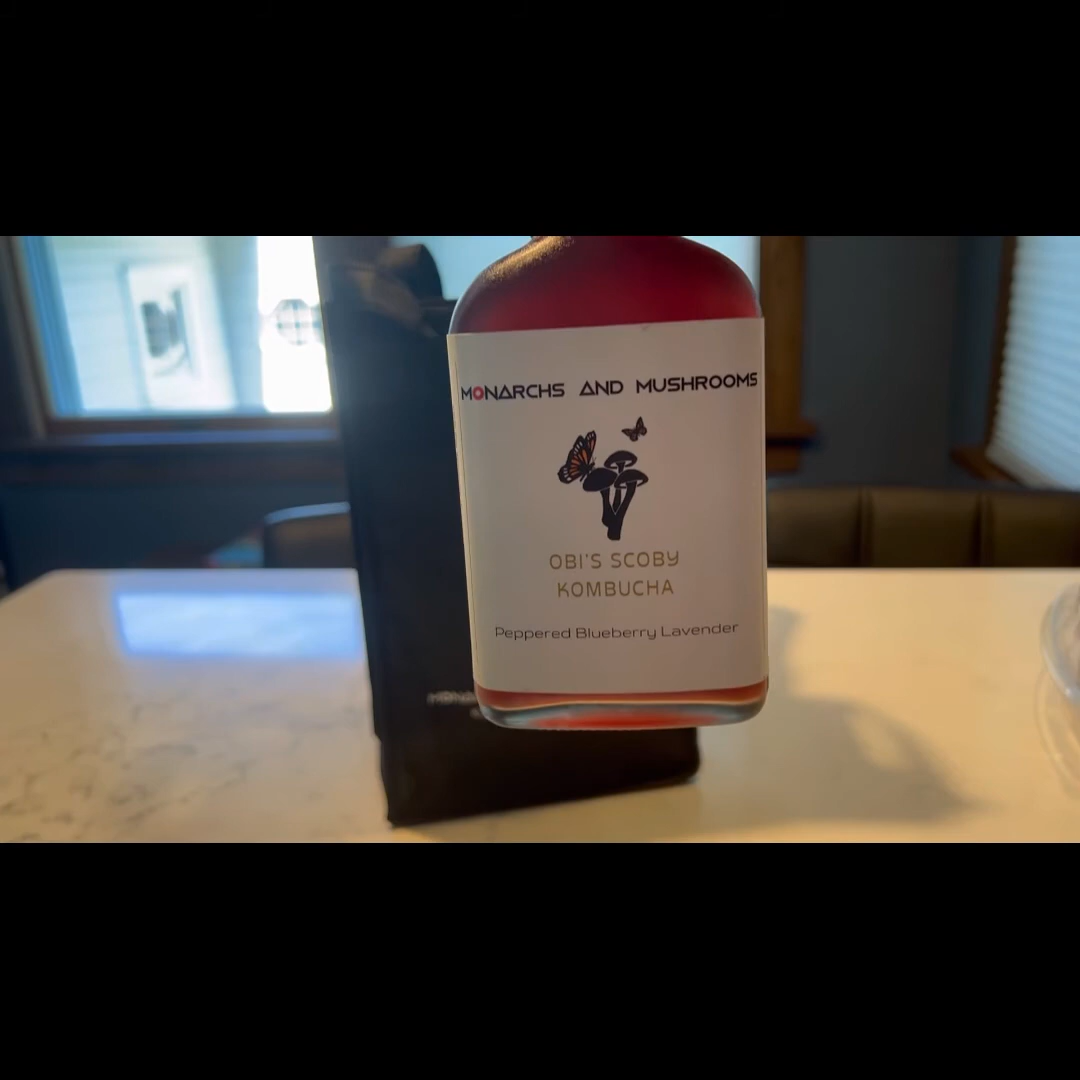 MONARCHS AND MUSHROOMS
OBI'S SCOBY
KOMBUCHA
Peppered Blueberry Lavender